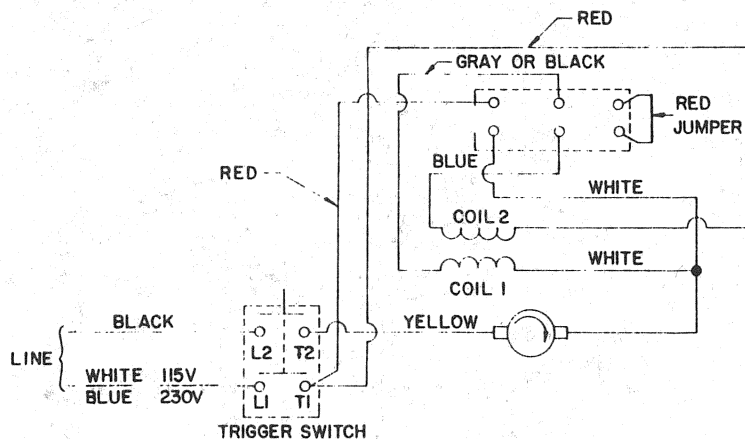 RED
GRAY OR BLACK
RED
JUMPER
BLUE
RED
WHITE
COIL 2
WHITE
COIL 1
BLACK
YELLOW
L2 T2
LINE
WHITE 115V
BLUE 230V
L1 T1
TRIGGER SWITCH